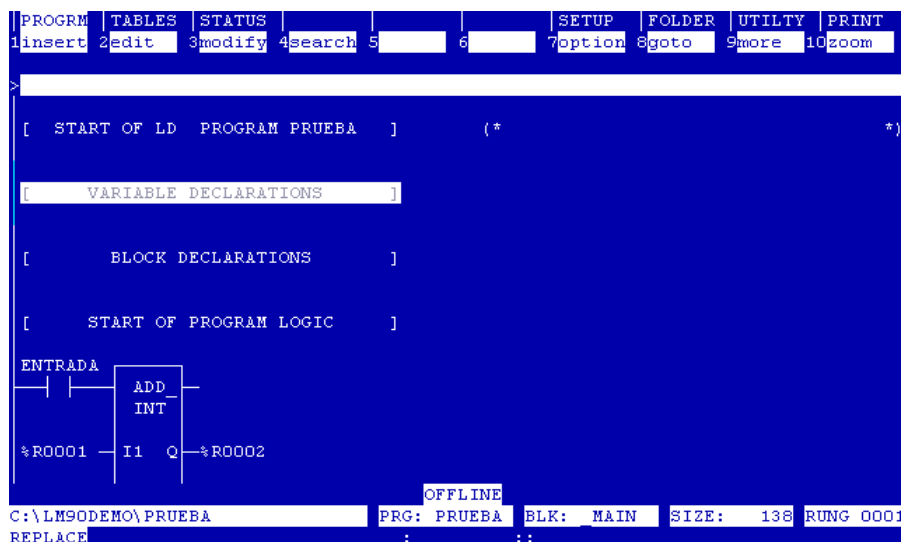 PROGRM |TABLES |STATUS | | | |SETUP |FOLDER |UTILTY |PRINT
1insert 2edit 3modify 4search 5 6 7option 8goto 9more 10zoom
>
[ START OF LD PROGRAM PRUEBA ] (* *)
[ VARIABLE DECLARATIONS ]
[ BLOCK DECLARATIONS ]
[ START OF PROGRAM LOGIC ]
ENTRADA
ADD_
INT
%R0001 I1 Q %R0002
OFFLINE
C:\LM90DEMO\PRUEBA PRG: PRUEBA BLK: _MAIN SIZE: 138 RUNG 0001
REPLACE : ::